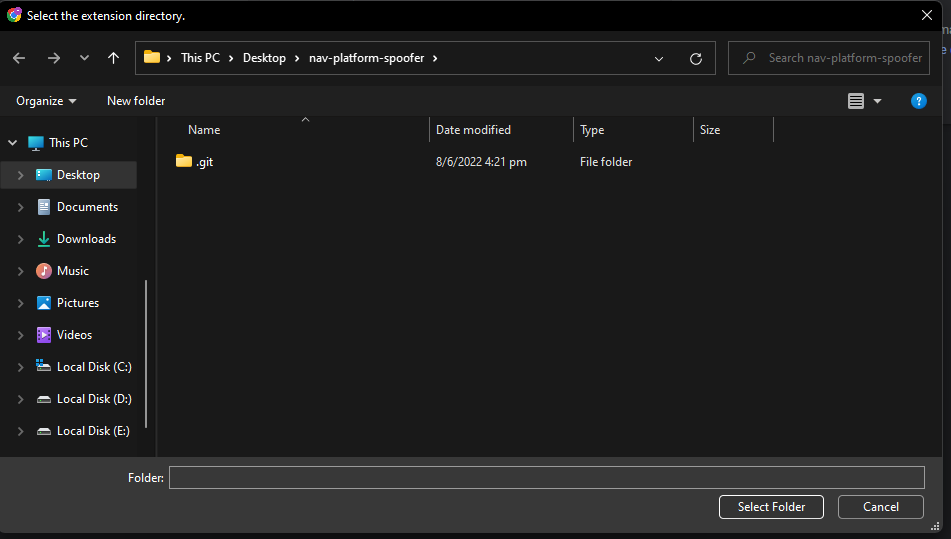 Select the extension directory.
This PC > Desktop > nav-platform-spoofer >
Search nav-platform-spoofer
Organize
New folder
Name
Date modified
Type
Size
This PC
.git
8/6/2022 4:21 pm
File folder
Desktop
Documents
Downloads
Music
Pictures
Videos
Local Disk (C:)
Local Disk (D:)
Local Disk (E:)
Folder:
Select Folder
Cancel